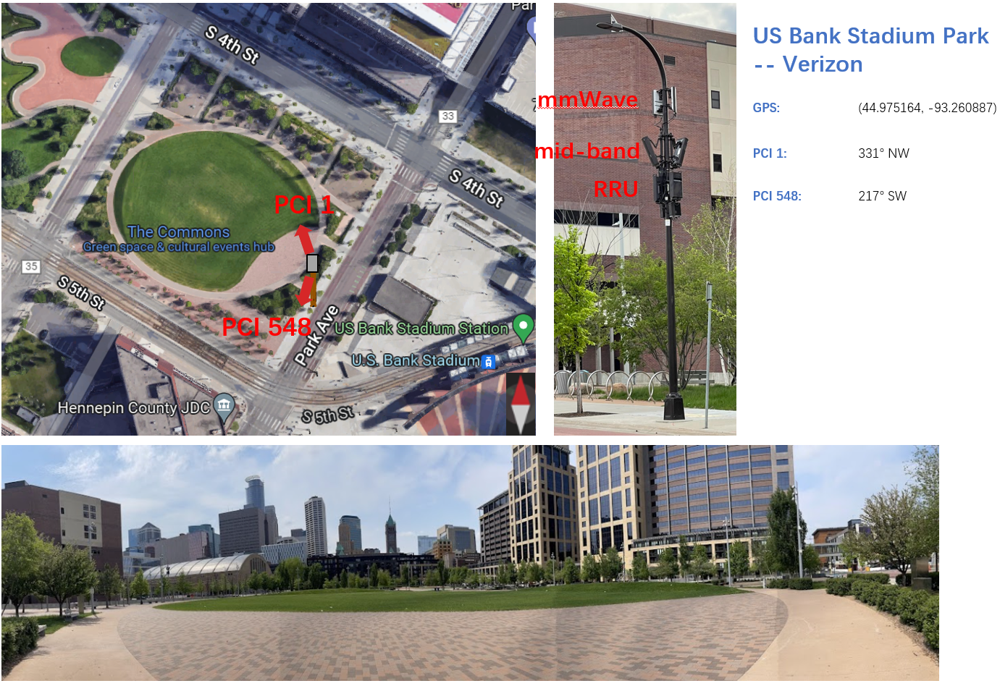 Par
S 4th St
33
mmWave
mid-band
RRU
S 4th St
PCI 1
The Commons
Green space & cultural events hub
35
S 5th St
PCI 548
Park Ave
US Bank Stadium Station
U.S. Bank Stadium
Hennepin County JDC
S 5th St
US Bank Stadium Park
-- Verizon
GPS: (44.975164, -93.260887)
PCI 1: 331° NW
PCI 548: 217° SW